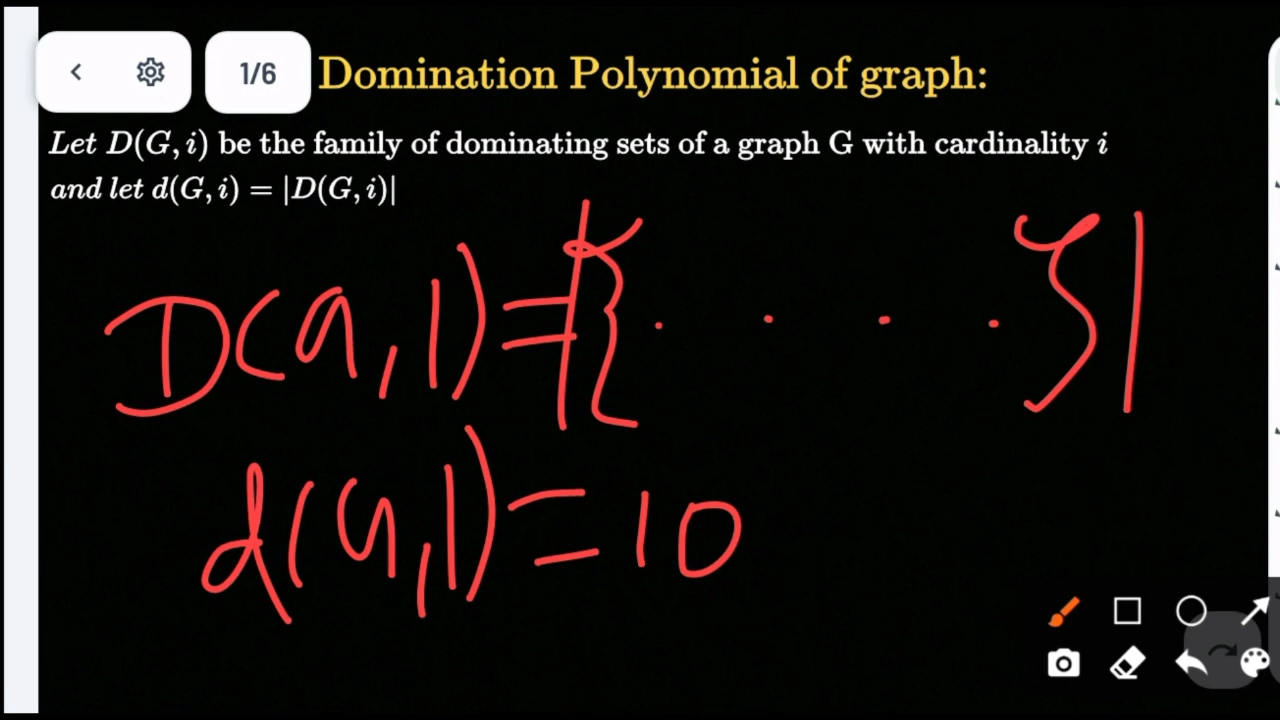 1/6
Domination Polynomial of graph:
Let D(G, i) be the family of dominating sets of a graph G with cardinality i
and let d(G, i) = |D(G, i)|
D(G,1) = |{ . . . . }|
d(G,1) = 10